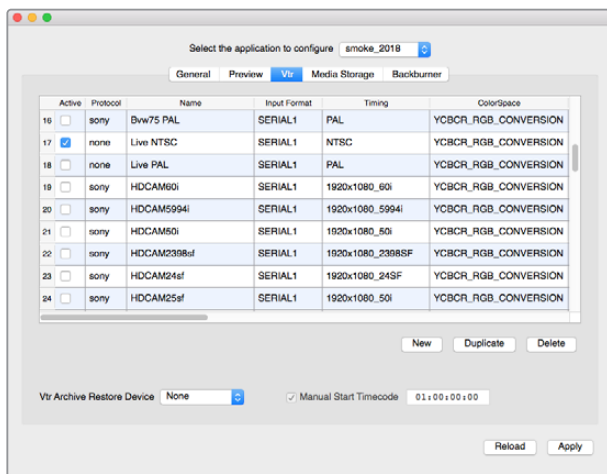 Select the application to configure smoke_2018
General Preview Vtr Media Storage Backburner
Active Protocol Name Input Format Timing ColorSpace
16 sony Bvw75 PAL SERIAL1 PAL YCBCR_RGB_CONVERSION
17 none Live NTSC SERIAL1 NTSC YCBCR_RGB_CONVERSION
18 none Live PAL SERIAL1 PAL YCBCR_RGB_CONVERSION
19 sony HDCAM60i SERIAL1 1920x1080_60i YCBCR_RGB_CONVERSION
20 sony HDCAM5994i SERIAL1 1920x1080_5994i YCBCR_RGB_CONVERSION
21 sony HDCAM50i SERIAL1 1920x1080_50i YCBCR_RGB_CONVERSION
22 sony HDCAM2398sf SERIAL1 1920x1080_2398SF YCBCR_RGB_CONVERSION
23 sony HDCAM24sf SERIAL1 1920x1080_24SF YCBCR_RGB_CONVERSION
24 sony HDCAM25sf SERIAL1 1920x1080_50i YCBCR_RGB_CONVERSION
New Duplicate Delete
Vtr Archive Restore Device None Manual Start Timecode 01:00:00:00
Reload Apply